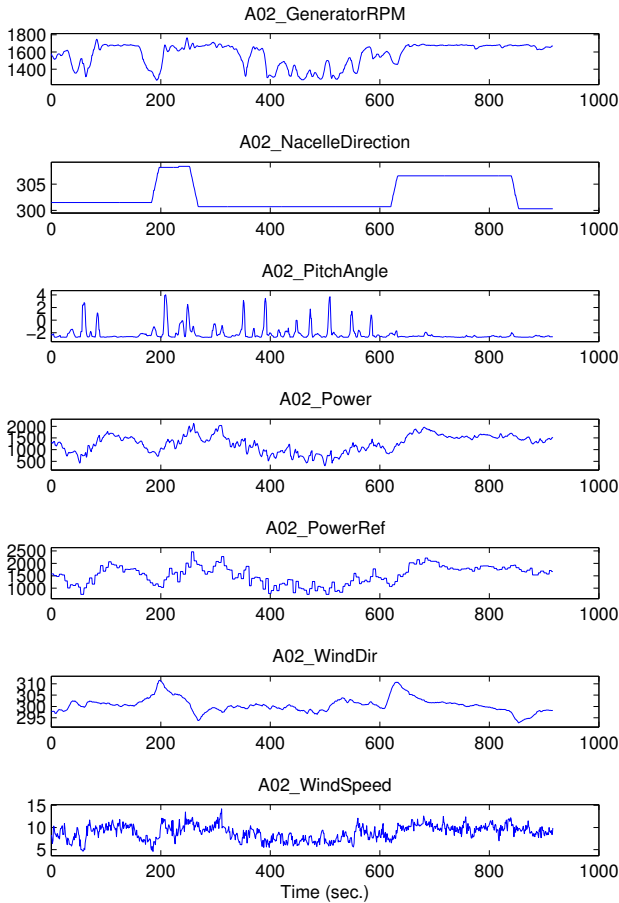 A02_GeneratorRPM
1800
1600
1400
0 200 400 600 800 1000
A02_NacelleDirection
305
300
0 200 400 600 800 1000
A02_PitchAngle
4
2
0
−2
0 200 400 600 800 1000
A02_Power
2000
1500
1000
500
0 200 400 600 800 1000
A02_PowerRef
2500
2000
1500
1000
0 200 400 600 800 1000
A02_WindDir
310
305
300
295
0 200 400 600 800 1000
A02_WindSpeed
15
10
5
0 200 400 600 800 1000
Time (sec.)